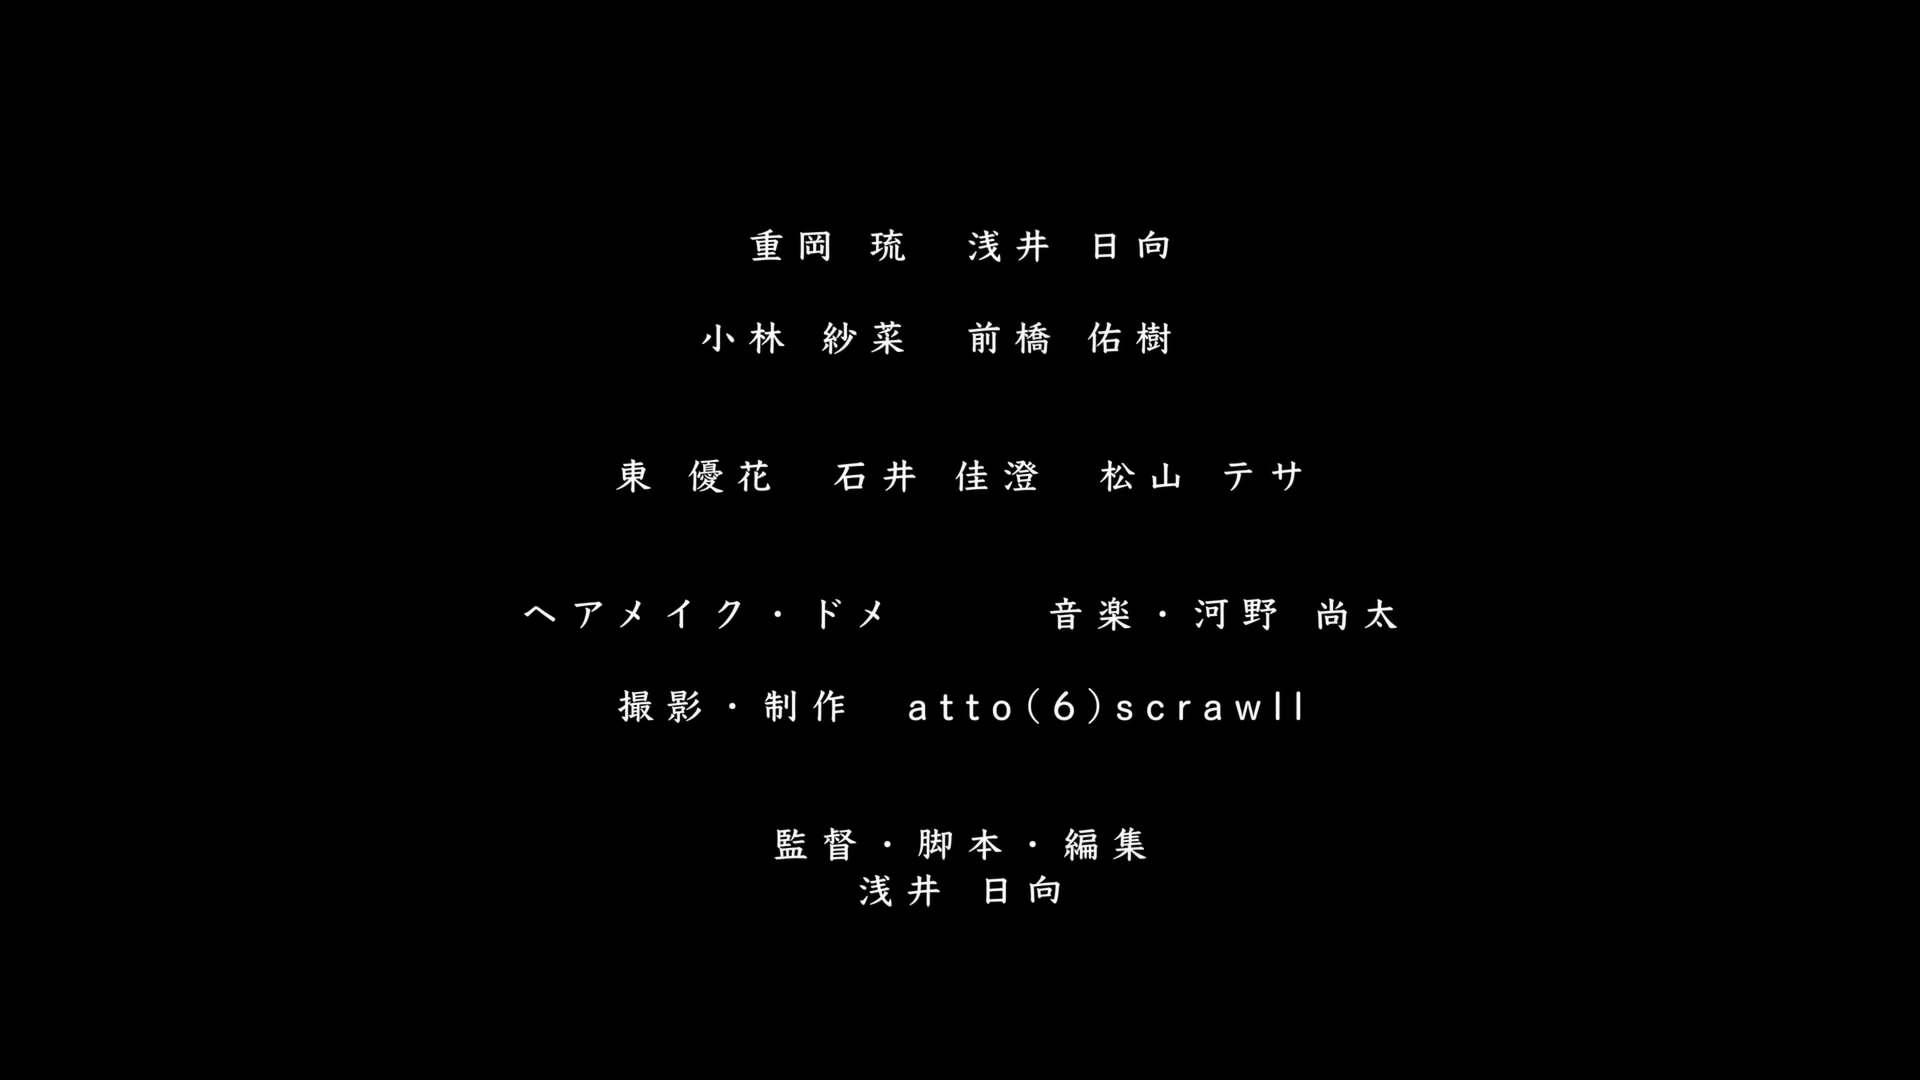 重岡 琉　浅井 日向
小林 紗菜　前橋 佑樹
東 優花　石井 佳澄　松山 テサ
ヘアメイク・ドメ　　　音楽・河野 尚太
撮影・制作　atto(6)scrawll
監督・脚本・編集
浅井 日向